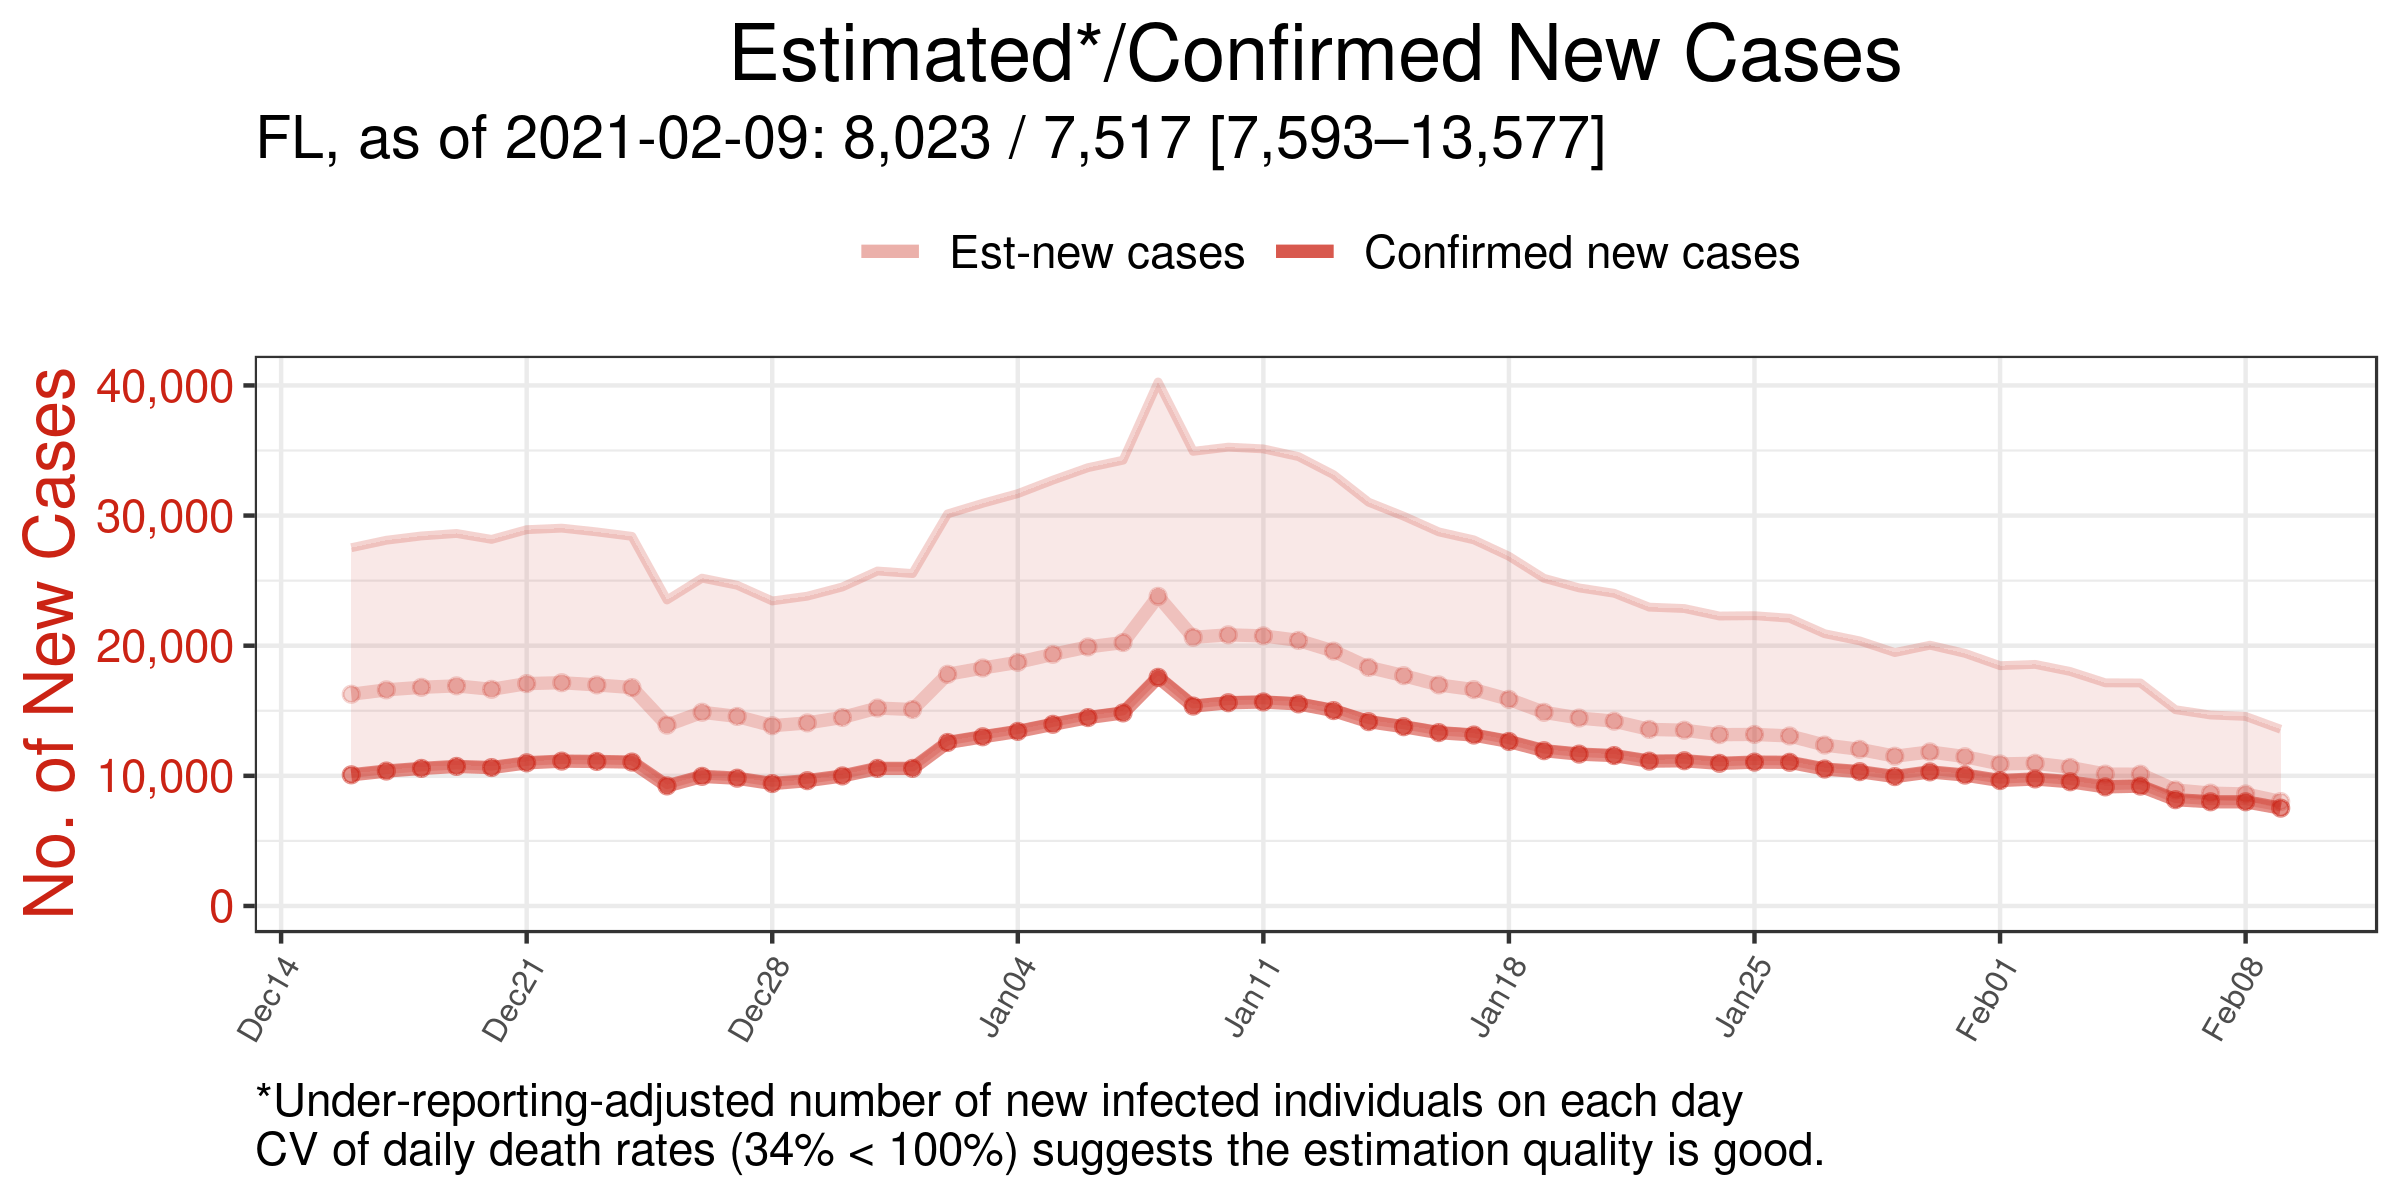 Estimated*/Confirmed New Cases
FL, as of 2021-02-09: 8,023 / 7,517 [7,593–13,577]
Est-new cases
Confirmed new cases
No. of New Cases
40,000
30,000
20,000
10,000
0
Dec14
Dec21
Dec28
Jan04
Jan11
Jan18
Jan25
Feb01
Feb08
*Under-reporting-adjusted number of new infected individuals on each day
CV of daily death rates (34% < 100%) suggests the estimation quality is good.